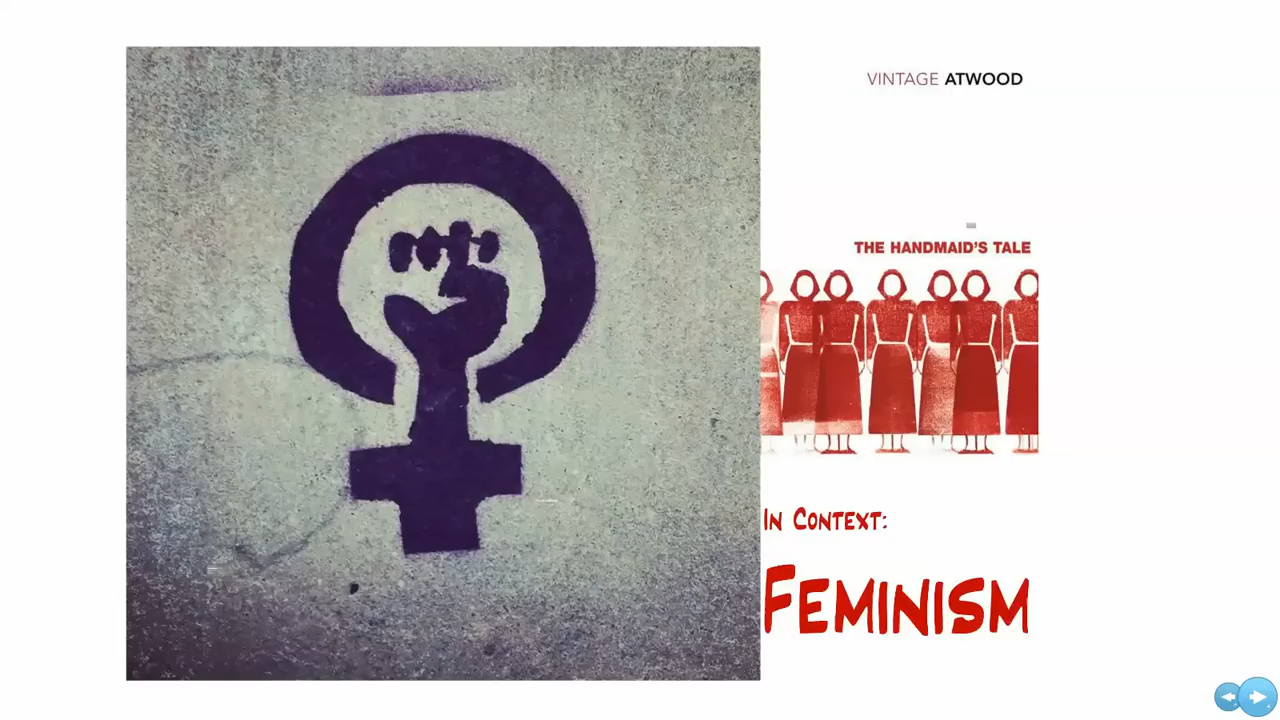 VINTAGE ATWOOD
THE HANDMAID'S TALE
IN CONTEXT:
FEMINISM